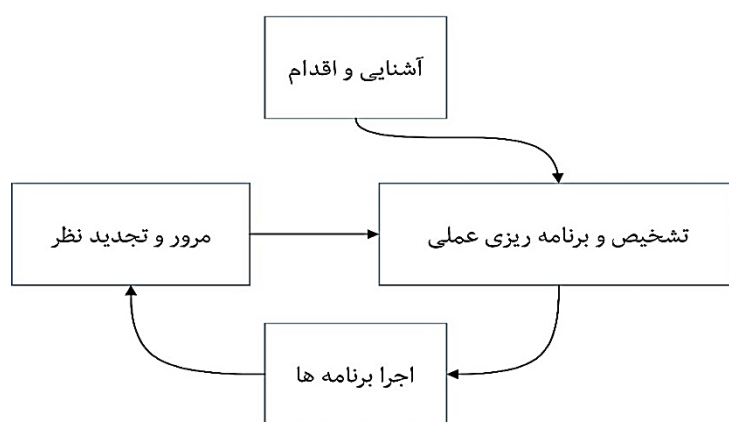 آشنایی و اقدام
تشخیص و برنامه ریزی عملی
مرور و تجدید نظر
اجرا برنامه ها